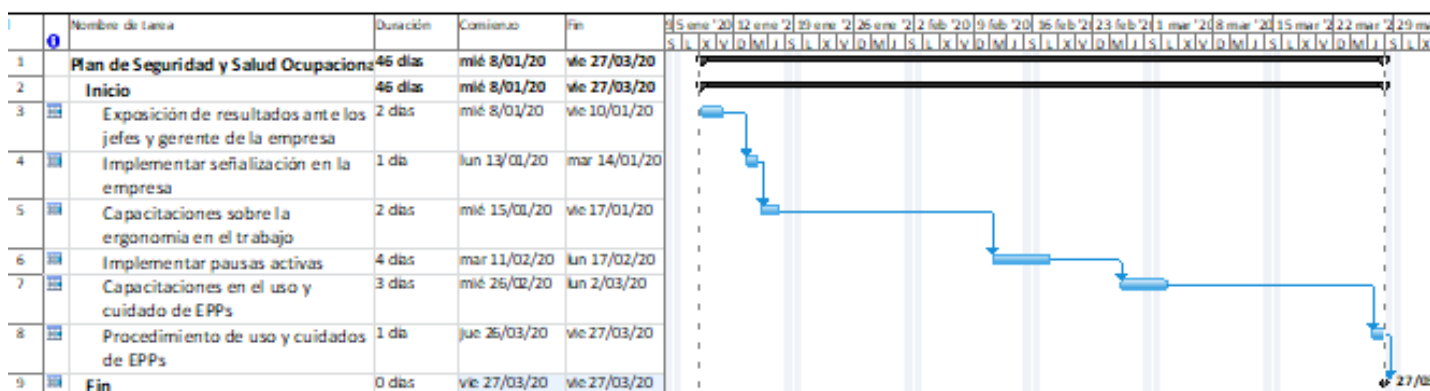 Nombre de tarea Duración Comienzo Fin 5 ene '20 12 ene '2 19 ene '2 26 ene '2 2 feb '20 9 feb '20 16 feb '2 23 feb '2 1 mar '20 8 mar '20 15 mar '2 22 mar '2 29 ma
S L X V D M J S L X V D M J S L X V D M J S L X V D M J S L X V D M J S L X V D M J S L X
1 Plan de Seguridad y Salud Ocupaciona 46 días mié 8/01/20 vie 27/03/20
2 Inicio 46 días mié 8/01/20 vie 27/03/20
3 Exposición de resultados ante los 2 días mié 8/01/20 vie 10/01/20
jefes y gerente de la empresa
4 Implementar señalización en la 1 día lun 13/01/20 mar 14/01/20
empresa
5 Capacitaciones sobre la 2 días mié 15/01/20 vie 17/01/20
ergonomia en el trabajo
6 Implementar pausas activas 4 días mar 11/02/20 lun 17/02/20
7 Capacitaciones en el uso y 3 días mié 26/02/20 lun 2/03/20
cuidado de EPPs
8 Procedimiento de uso y cuidados 1 día jue 26/03/20 vie 27/03/20
de EPPs
9 Fin 0 días vie 27/03/20 vie 27/03/20 27/03